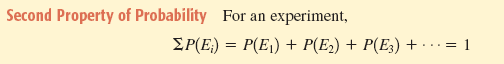 Second Property of Probability For an experiment,
ΣP(Eᵢ) = P(E₁) + P(E₂) + P(E₃) + · · · = 1